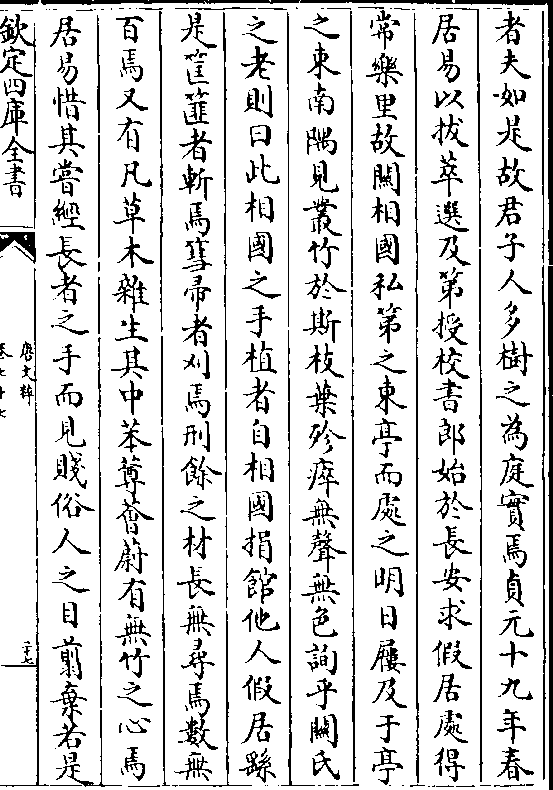 者夫如是故君子人多樹之為庭實焉貞元十九年春
居易以拔萃選及第授校書郎始於長安求假居處得
常樂里故關相國私第之東亭而處之明日屨及于亭
之東南隅見叢竹於斯枝葉殄瘁無聲無色詢乎關氏
之老則曰此相國之手植者自相國捐館他人假居繇
是筐篚者斬焉篲帚者刈焉刑餘之材長無尋焉數無
百焉又有凡草木雜生其中苯䔿薈蔚有無竹之心焉
居易惜其嘗經長者之手而見賤俗人之目翦棄若是
欽定四庫全書
唐文粹
卷七十七
二十七